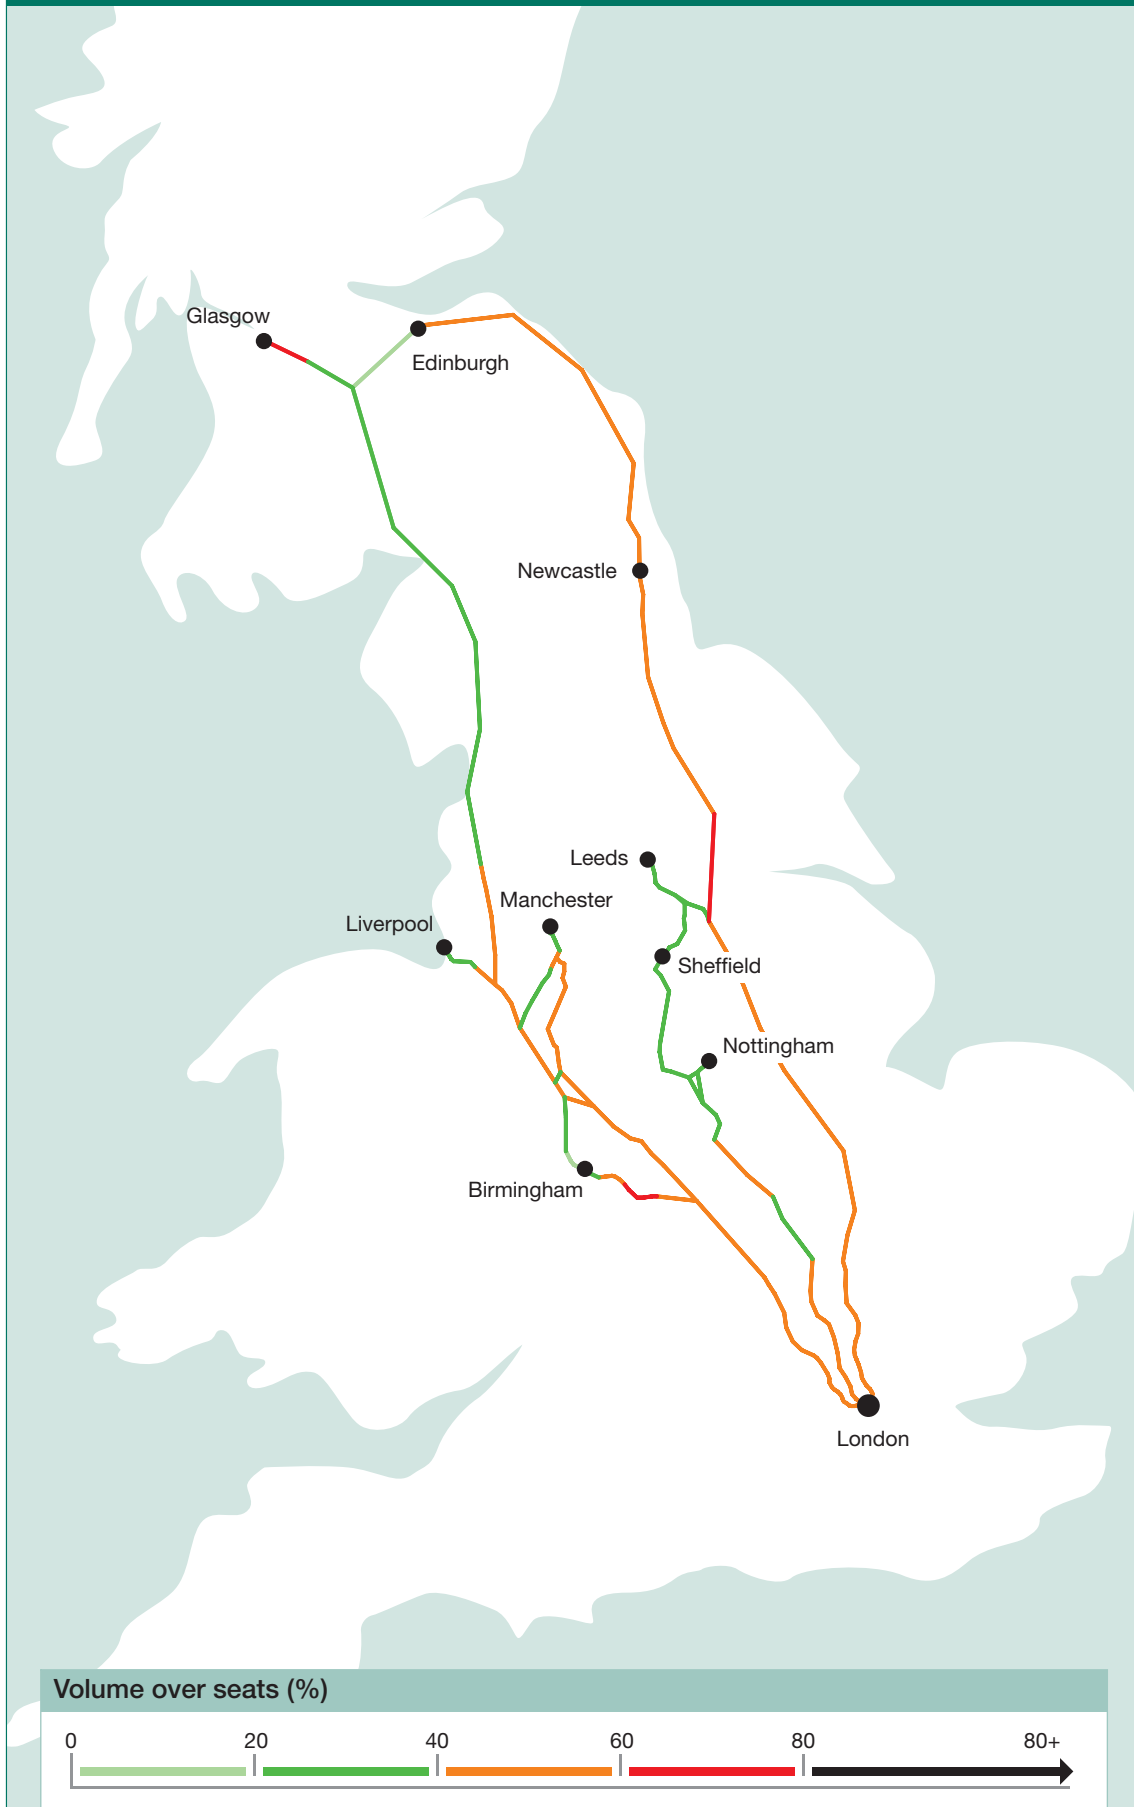 Glasgow
Edinburgh
Newcastle
Leeds
Manchester
Liverpool
Sheffield
Nottingham
Birmingham
London
Volume over seats (%)
0 20 40 60 80 80+